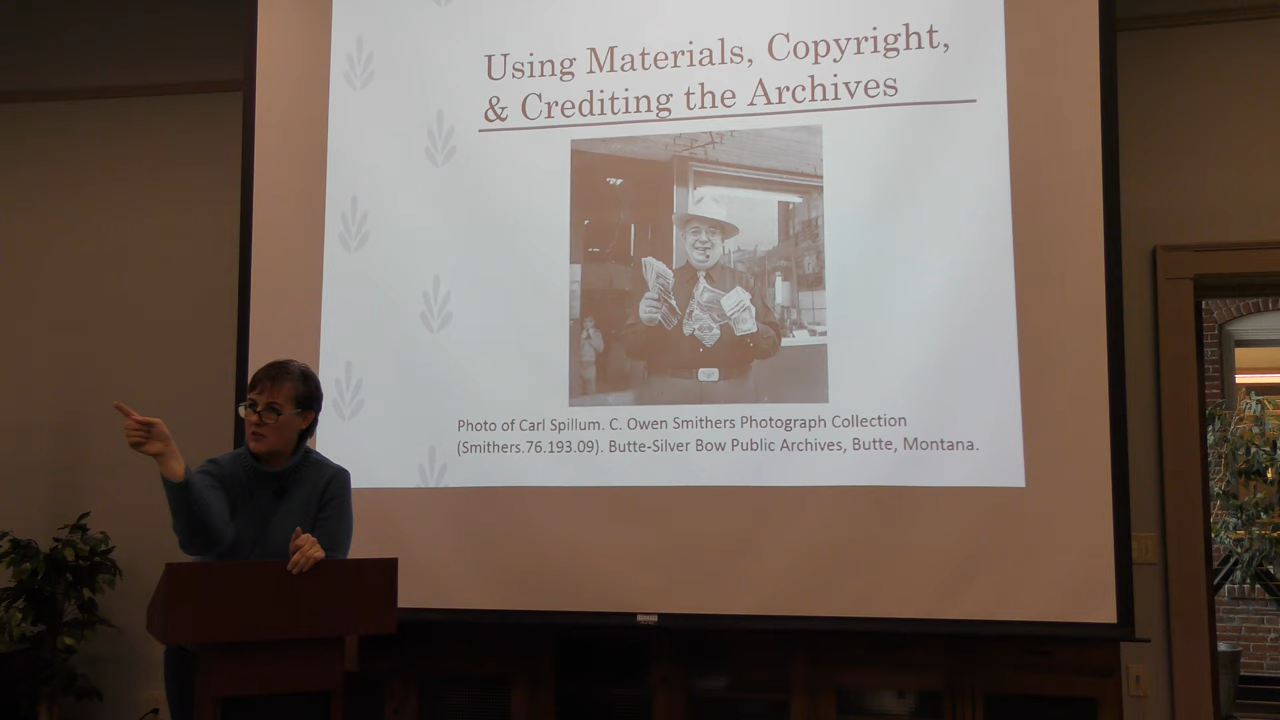 Using Materials, Copyright,
& Crediting the Archives
Photo of Carl Spillum. C. Owen Smithers Photograph Collection
(Smithers.76.193.09). Butte-Silver Bow Public Archives, Butte, Montana.